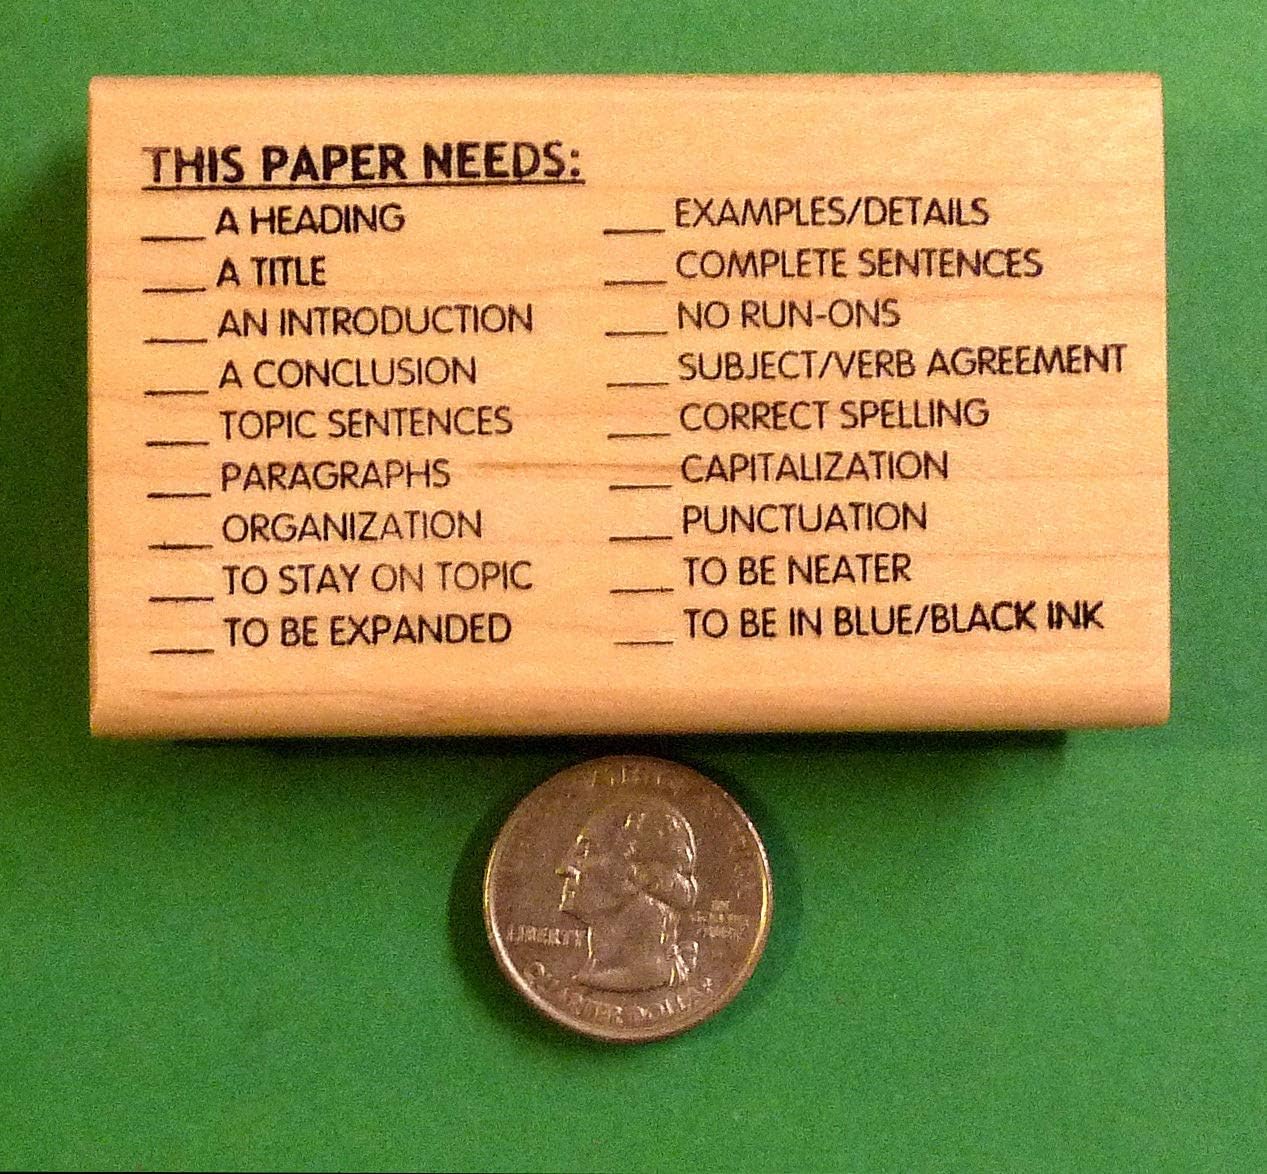 THIS PAPER NEEDS:
___ A HEADING
___ A TITLE
___ AN INTRODUCTION
___ A CONCLUSION
___ TOPIC SENTENCES
___ PARAGRAPHS
___ ORGANIZATION
___ TO STAY ON TOPIC
___ TO BE EXPANDED
___ EXAMPLES/DETAILS
___ COMPLETE SENTENCES
___ NO RUN-ONS
___ SUBJECT/VERB AGREEMENT
___ CORRECT SPELLING
___ CAPITALIZATION
___ PUNCTUATION
___ TO BE NEATER
___ TO BE IN BLUE/BLACK INK
LIBERTY
QUARTER DOLLAR